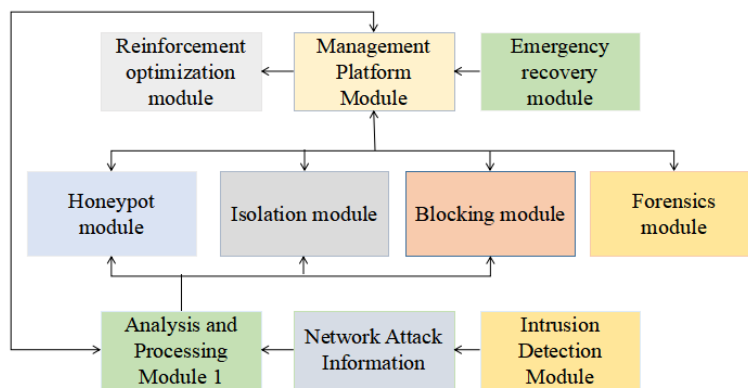 Reinforcement
optimization
module
Management
Platform
Module
Emergency
recovery
module
Honeypot
module
Isolation module
Blocking module
Forensics
module
Analysis and
Processing
Module 1
Network Attack
Information
Intrusion
Detection
Module